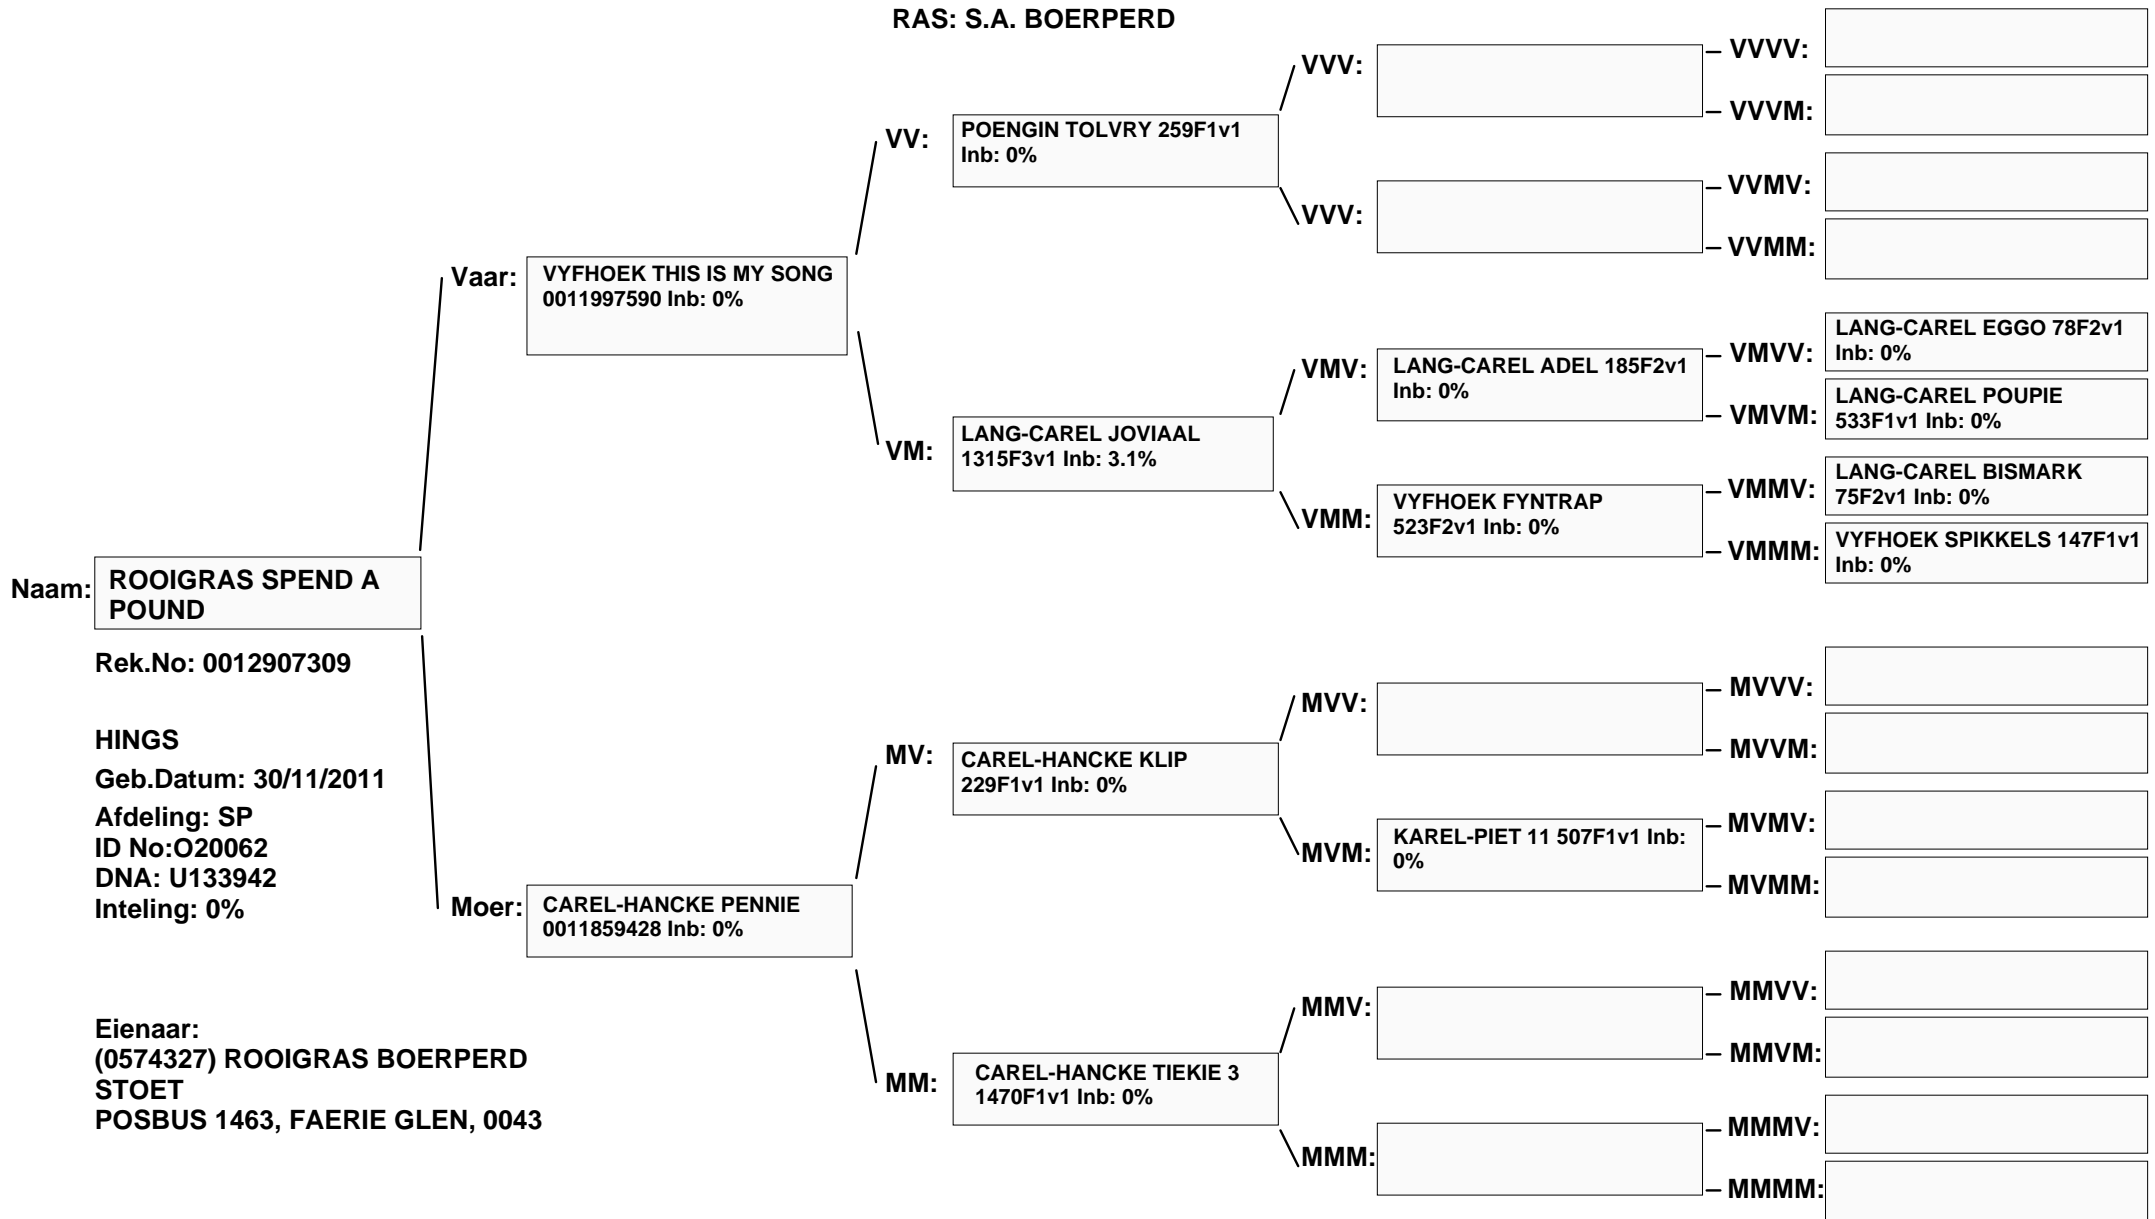 RAS: S.A. BOERPERD
Naam:
ROOIGRAS SPEND A
POUND
Rek.No: 0012907309
HINGS
Geb.Datum: 30/11/2011
Afdeling: SP
ID No:O20062
DNA: U133942
Inteling: 0%
Eienaar:
(0574327) ROOIGRAS BOERPERD
STOET
POSBUS 1463, FAERIE GLEN, 0043
Vaar:
VYFHOEK THIS IS MY SONG
0011997590 Inb: 0%
Moer:
CAREL-HANCKE PENNIE
0011859428 Inb: 0%
VV:
POENGIN TOLVRY 259F1v1
Inb: 0%
VM:
LANG-CAREL JOVIAAL
1315F3v1 Inb: 3.1%
MV:
CAREL-HANCKE KLIP
229F1v1 Inb: 0%
MM:
CAREL-HANCKE TIEKIE 3
1470F1v1 Inb: 0%
VVV:
VVV:
VMV:
LANG-CAREL ADEL 185F2v1
Inb: 0%
VMM:
VYFHOEK FYNTRAP
523F2v1 Inb: 0%
MVV:
MVM:
KAREL-PIET 11 507F1v1 Inb:
0%
MMV:
MMM:
VVVV:
VVVM:
VVMV:
VVMM:
VMVV:
LANG-CAREL EGGO 78F2v1
Inb: 0%
VMVM:
LANG-CAREL POUPIE
533F1v1 Inb: 0%
VMMV:
LANG-CAREL BISMARK
75F2v1 Inb: 0%
VMMM:
VYFHOEK SPIKKELS 147F1v1
Inb: 0%
MVVV:
MVVM:
MVMV:
MVMM:
MMVV:
MMVM:
MMMV:
MMMM: